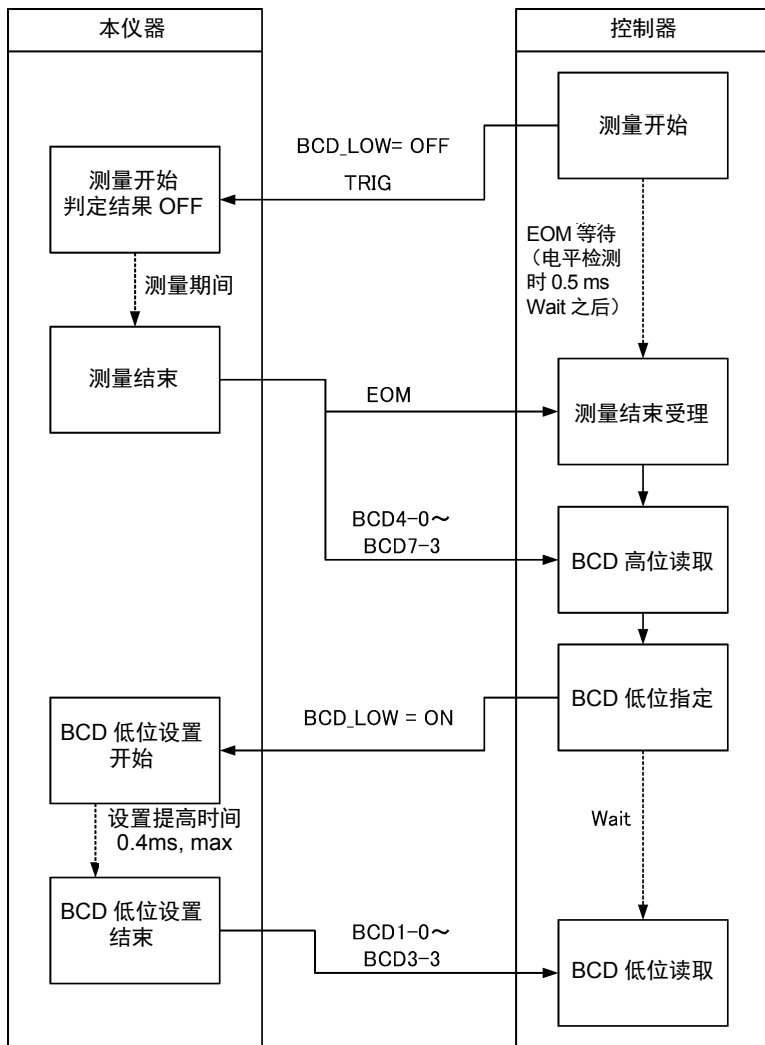 本仪器
控制器
测量开始
BCD_LOW= OFF
TRIG
测量开始
判定结果 OFF
EOM 等待
（电平检测
时 0.5 ms
Wait 之后）
测量期间
测量结束
EOM
测量结束受理
BCD4-0～
BCD7-3
BCD 高位读取
BCD 低位指定
BCD_LOW = ON
BCD 低位设置
开始
设置提高时间
0.4ms, max
Wait
BCD 低位设置
结束
BCD1-0～
BCD3-3
BCD 低位读取